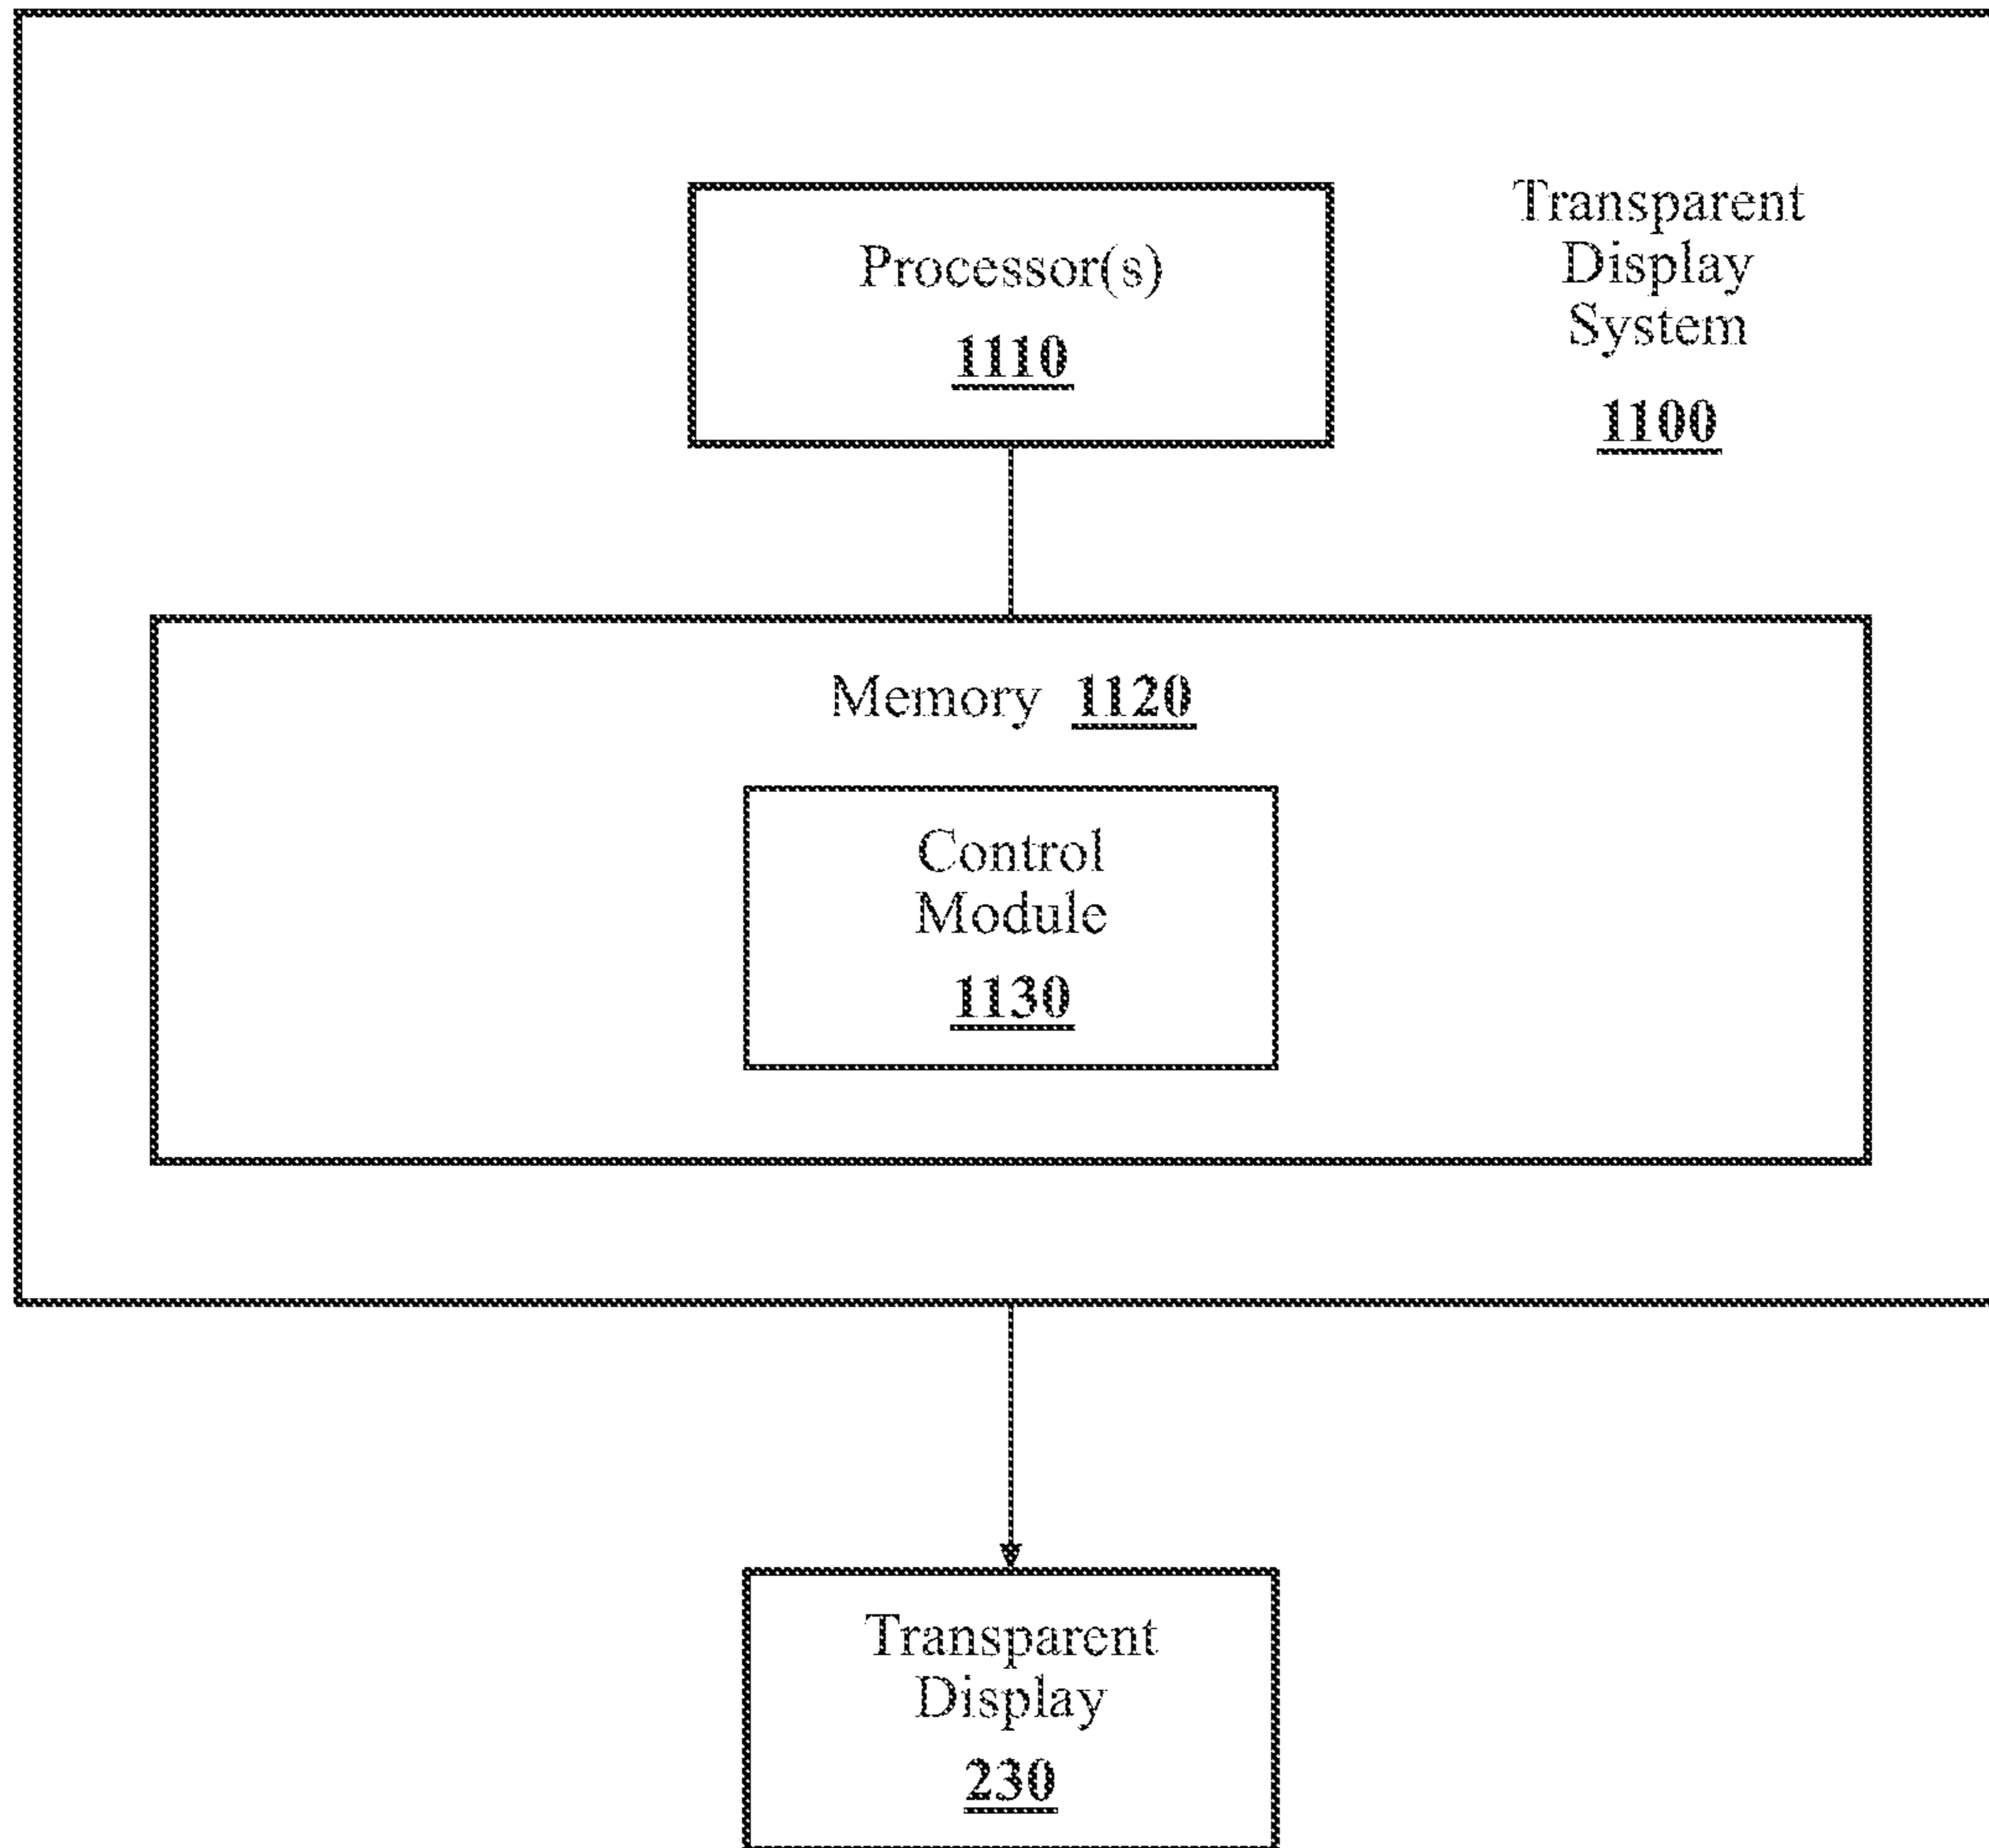 Processor(s)
1110
Transparent
Display
System
1100
Memory 1120
Control
Module
1130
Transparent
Display
230